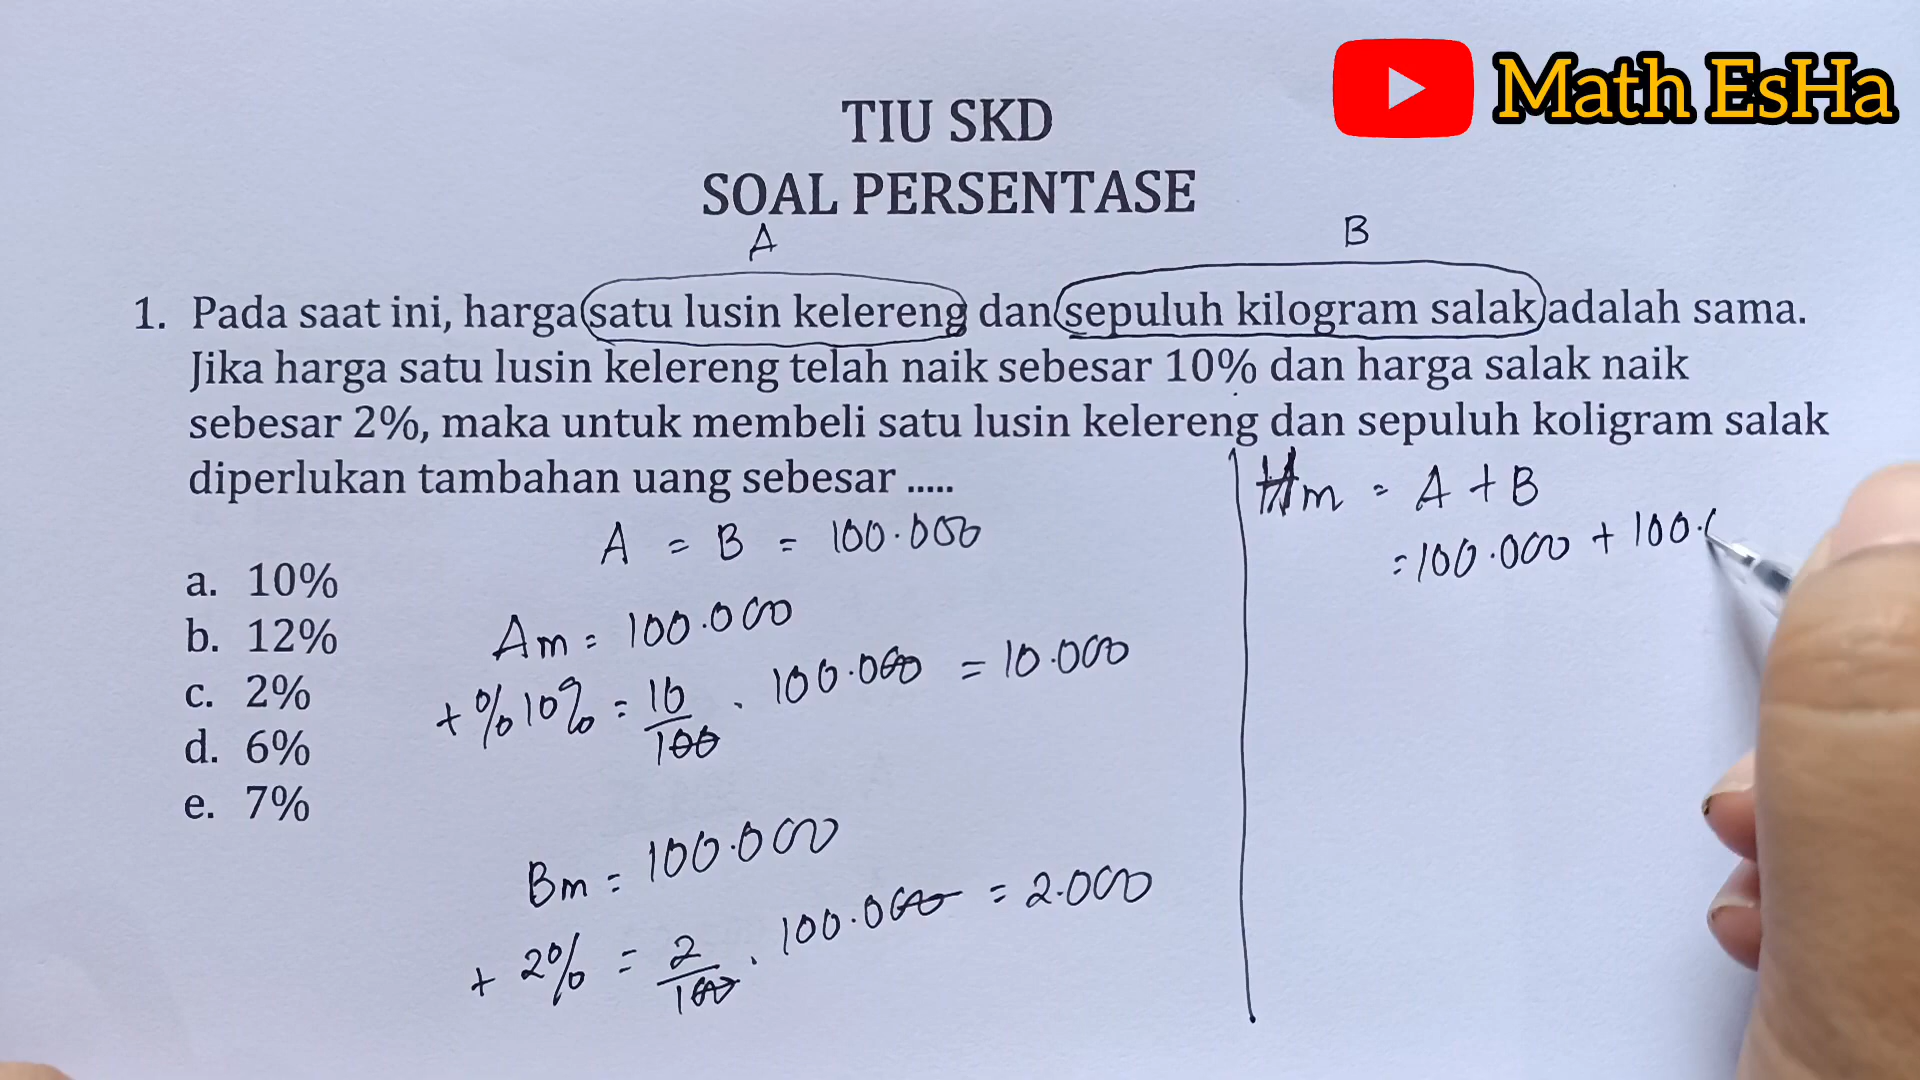 Math EsHa
TIU SKD
SOAL PERSENTASE
A
B
1. Pada saat ini, harga satu lusin kelereng dan sepuluh kilogram salak adalah sama.
Jika harga satu lusin kelereng telah naik sebesar 10% dan harga salak naik
sebesar 2%, maka untuk membeli satu lusin kelereng dan sepuluh koligram salak
diperlukan tambahan uang sebesar .....
a. 10%
b. 12%
c. 2%
d. 6%
e. 7%
A = B = 100.000
Am = 100.000
+ % 10% = 10/100 . 100.000 = 10.000
Bm = 100.000
+ 2% = 2/100 . 100.000 = 2.000
Hm = A + B
= 100.000 + 100.0